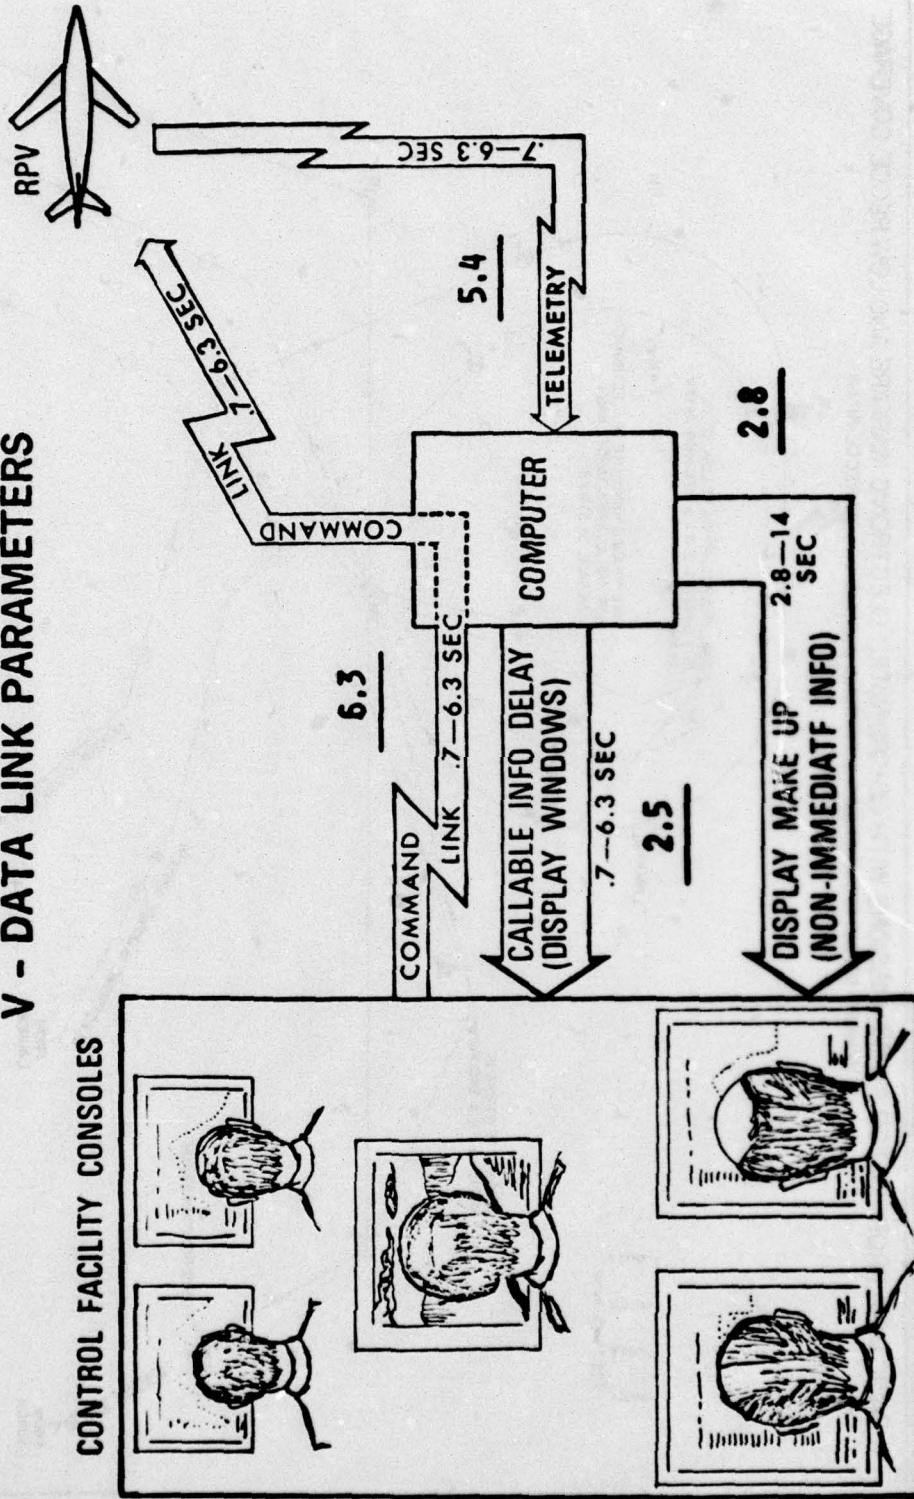 V - DATA LINK PARAMETERS
CONTROL FACILITY CONSOLES
RPV
COMMAND
LINK .7—6.3 SEC
6.3
COMMAND
LINK
.7—6.3 SEC
.7—6.3 SEC
5.4
TELEMETRY
COMPUTER
CALLABLE INFO DELAY
(DISPLAY WINDOWS)
.7—6.3 SEC
2.5
2.8
2.8—14
SEC
DISPLAY MAKE UP
(NON-IMMEDIATF INFO)